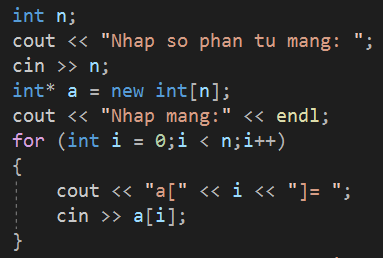 int n;
cout << "Nhap so phan tu mang: ";
cin >> n;
int* a = new int[n];
cout << "Nhap mang:" << endl;
for (int i = 0;i < n;i++)
{
    cout << "a[" << i << "]= ";
    cin >> a[i];
}